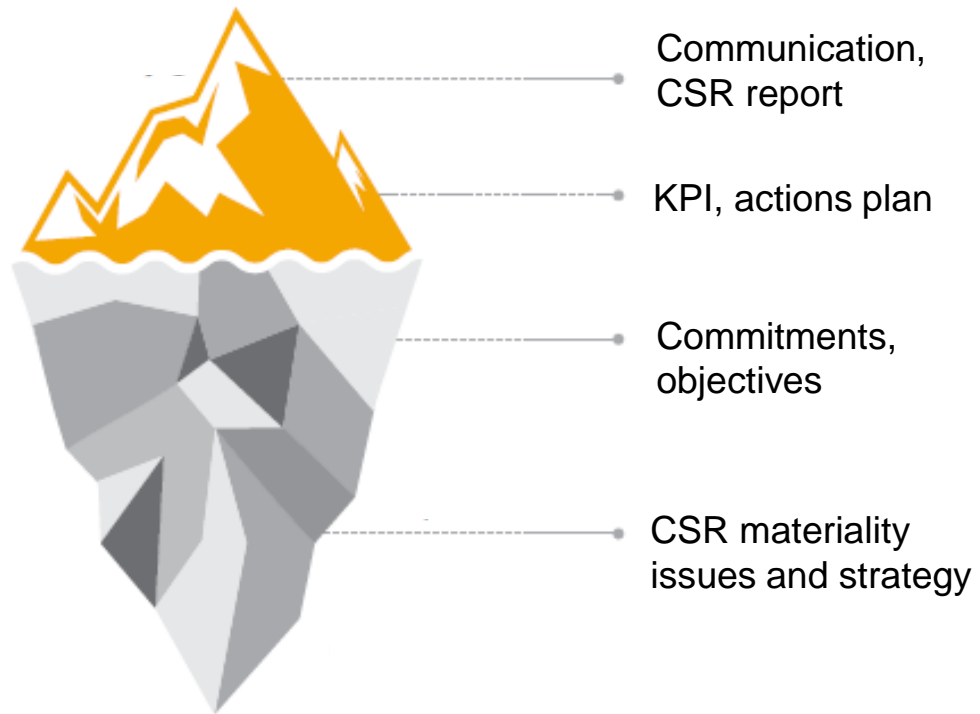 Communication,
CSR report
KPI, actions plan
Commitments,
objectives
CSR materiality
issues and strategy